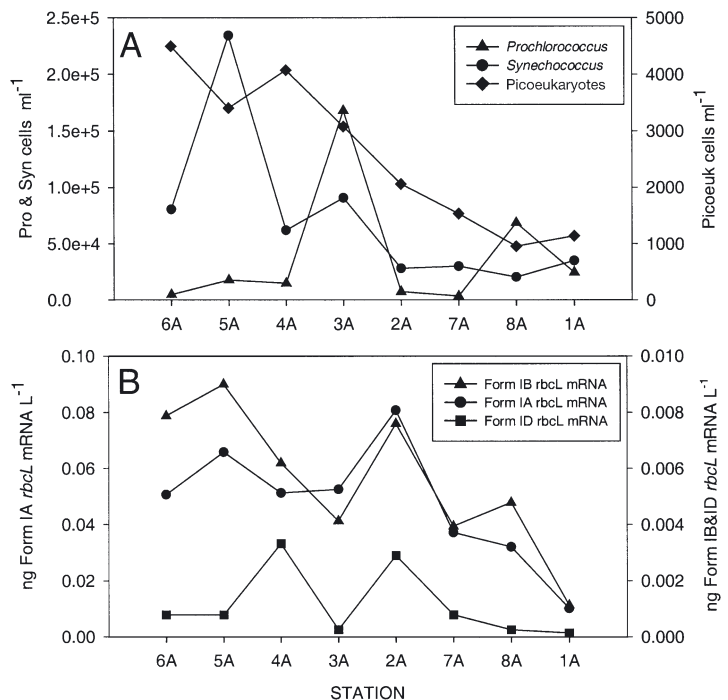 A
Prochlorococcus
Synechococcus
Picoeukaryotes
Pro & Syn cells ml⁻¹
2.5e+5
2.0e+5
1.5e+5
1.0e+5
5.0e+4
0.0
Picoeuk cells ml⁻¹
5000
4000
3000
2000
1000
0
6A 5A 4A 3A 2A 7A 8A 1A
B
Form IB rbcL mRNA
Form IA rbcL mRNA
Form ID rbcL mRNA
ng Form IA rbcL mRNA L⁻¹
0.10
0.08
0.06
0.04
0.02
0.00
ng Form IB&ID rbcL mRNA L⁻¹
0.010
0.008
0.006
0.004
0.002
0.000
6A 5A 4A 3A 2A 7A 8A 1A
STATION